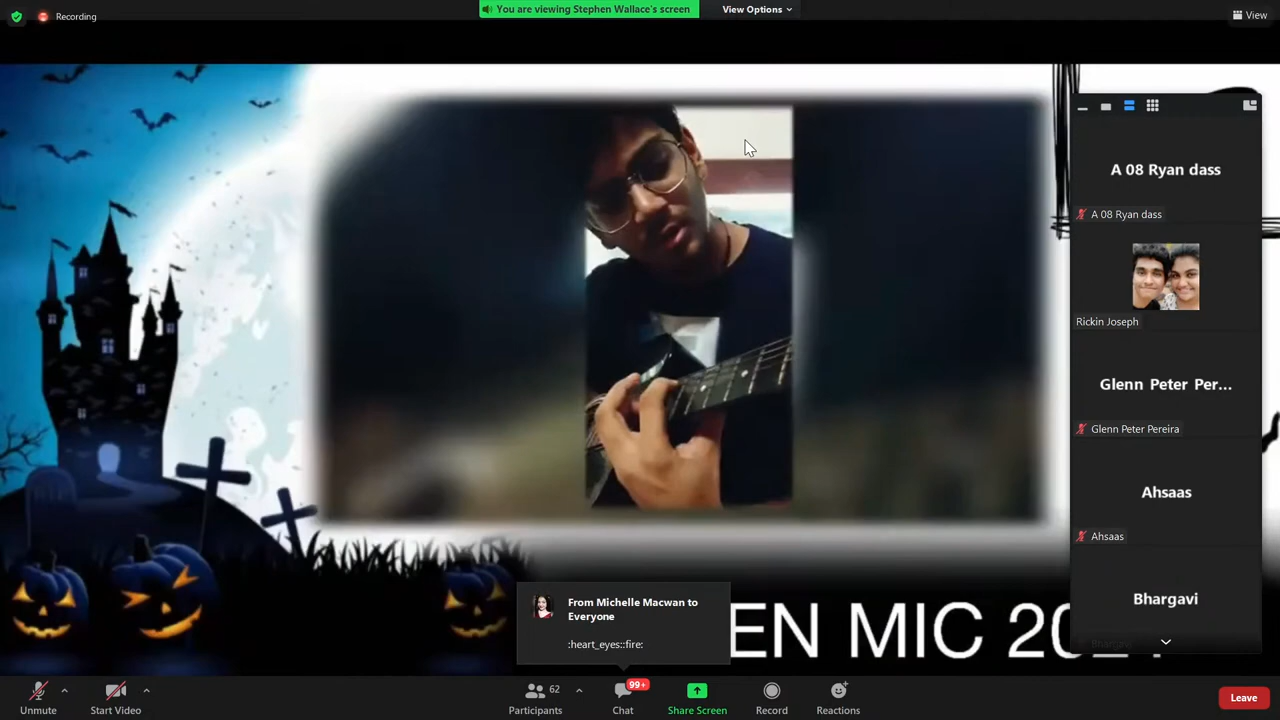 Recording
You are viewing Stephen Wallace's screen
View Options
View
A 08 Ryan dass
A 08 Ryan dass
Rickin Joseph
Glenn Peter Per...
Glenn Peter Pereira
Ahsaas
Ahsaas
Bhargavi
Bhargavi
From Michelle Macwan to
Everyone
:heart_eyes::fire:
EN MIC 20
Unmute
Start Video
62
Participants
99+
Chat
Share Screen
Record
Reactions
Leave